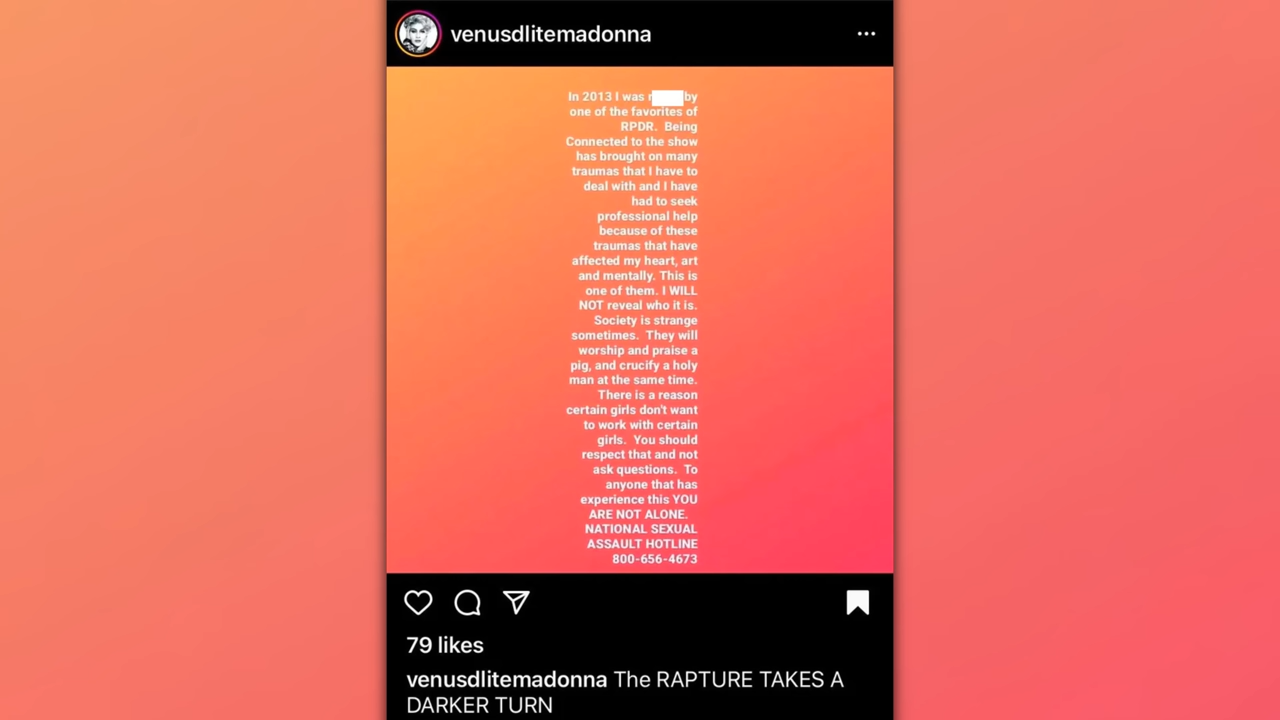 venusdlitemadonna
In 2013 I was r by
one of the favorites of
RPDR. Being
Connected to the show
has brought on many
traumas that I have to
deal with and I have
had to seek
professional help
because of these
traumas that have
affected my heart, art
and mentally. This is
one of them. I WILL
NOT reveal who it is.
Society is strange
sometimes. They will
worship and praise a
pig, and crucify a holy
man at the same time.
There is a reason
certain girls don't want
to work with certain
girls. You should
respect that and not
ask questions. To
anyone that has
experience this YOU
ARE NOT ALONE.
NATIONAL SEXUAL
ASSAULT HOTLINE
800-656-4673
79 likes
venusdlitemadonna The RAPTURE TAKES A
DARKER TURN